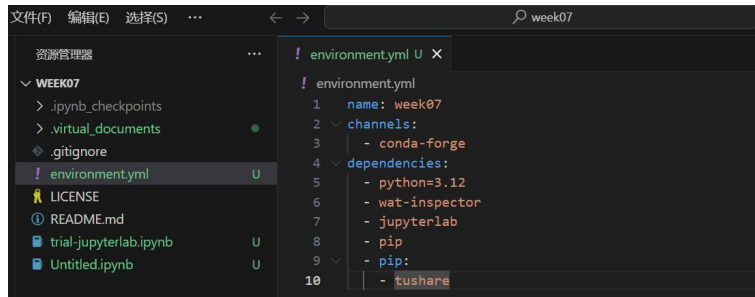 文件(F) 编辑(E) 选择(S) ··· ← → week07
资源管理器 ···
WEEK07
.ipynb_checkpoints
.virtual_documents
.gitignore
environment.yml U
LICENSE
README.md
trial-jupyterlab.ipynb U
Untitled.ipynb U
! environment.yml U ×
! environment.yml
1 name: week07
2 channels:
3 - conda-forge
4 dependencies:
5 - python=3.12
6 - wat-inspector
7 - jupyterlab
8 - pip
9 - pip:
10 - tushare